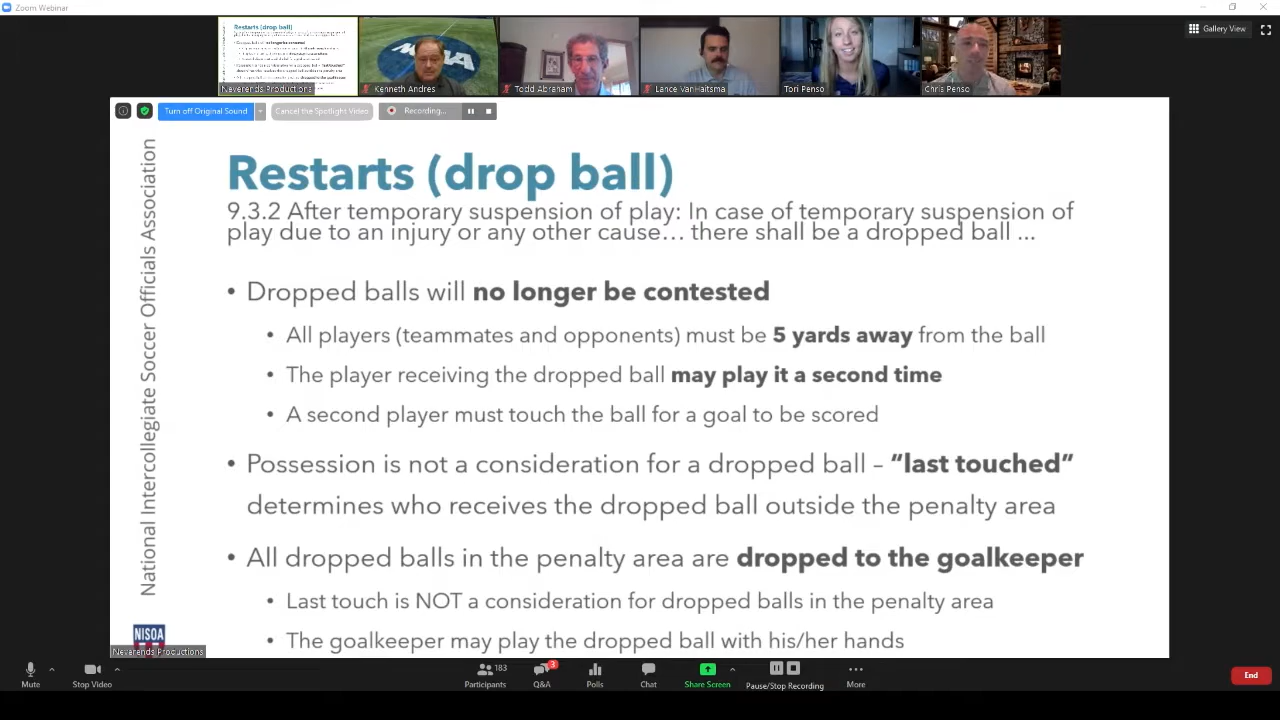 Zoom Webinar
Restarts (drop ball)
Neverends Productions
Kenneth Andres
Todd Abraham
Lance VanHaitsma
Tori Penso
Chris Penso
Gallery View
Turn off Original Sound
Cancel the Spotlight Video
Recording...
National Intercollegiate Soccer Officials Association
Restarts (drop ball)
9.3.2 After temporary suspension of play: In case of temporary suspension of
play due to an injury or any other cause… there shall be a dropped ball ...
• Dropped balls will no longer be contested
• All players (teammates and opponents) must be 5 yards away from the ball
• The player receiving the dropped ball may play it a second time
• A second player must touch the ball for a goal to be scored
• Possession is not a consideration for a dropped ball – "last touched"
determines who receives the dropped ball outside the penalty area
• All dropped balls in the penalty area are dropped to the goalkeeper
• Last touch is NOT a consideration for dropped balls in the penalty area
• The goalkeeper may play the dropped ball with his/her hands
NISOA
Neverends Productions
Mute
Stop Video
Participants
183
Q&A
3
Polls
Chat
Share Screen
Pause/Stop Recording
More
End